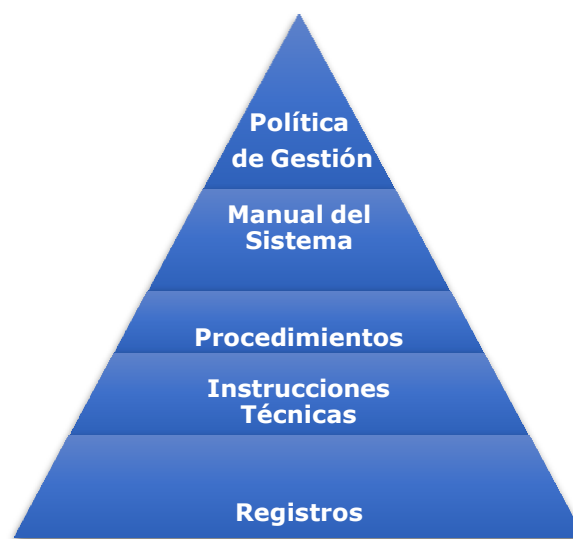 Política
de Gestión
Manual del
Sistema
Procedimientos
Instrucciones
Técnicas
Registros